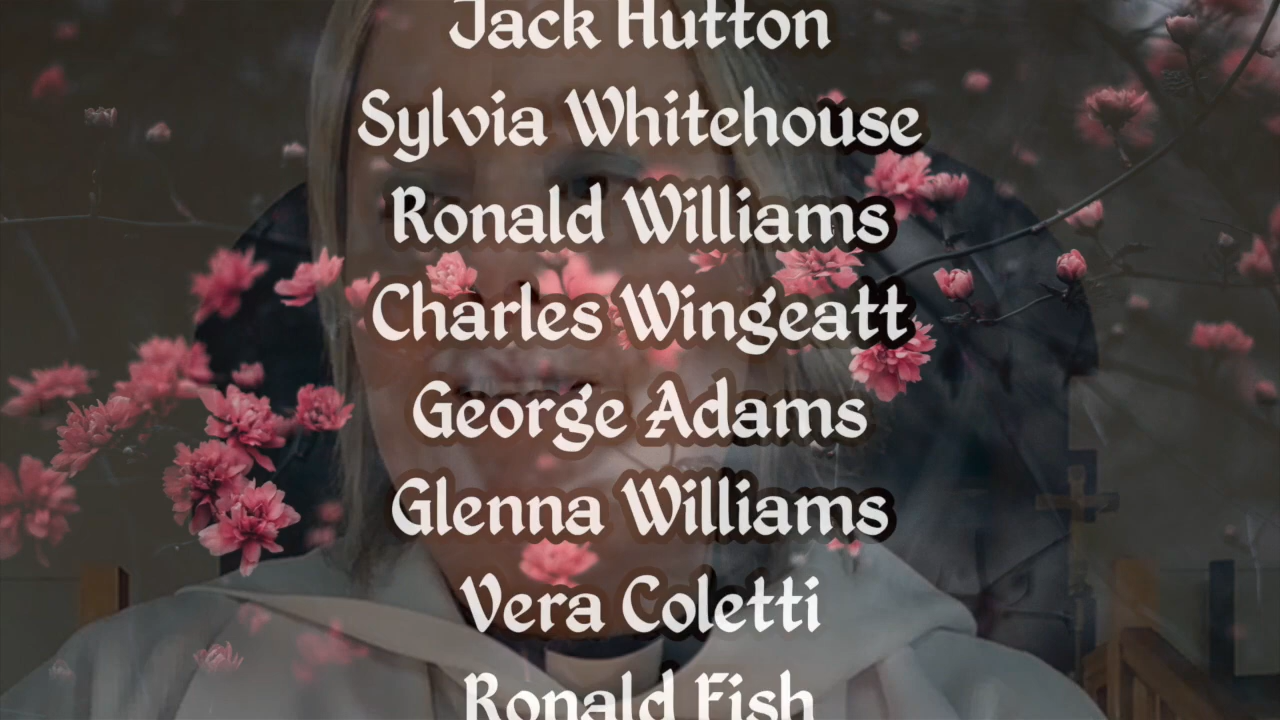 Jack Hutton
Sylvia Whitehouse
Ronald Williams
Charles Wingeatt
George Adams
Glenna Williams
Vera Coletti
Ronald Fish